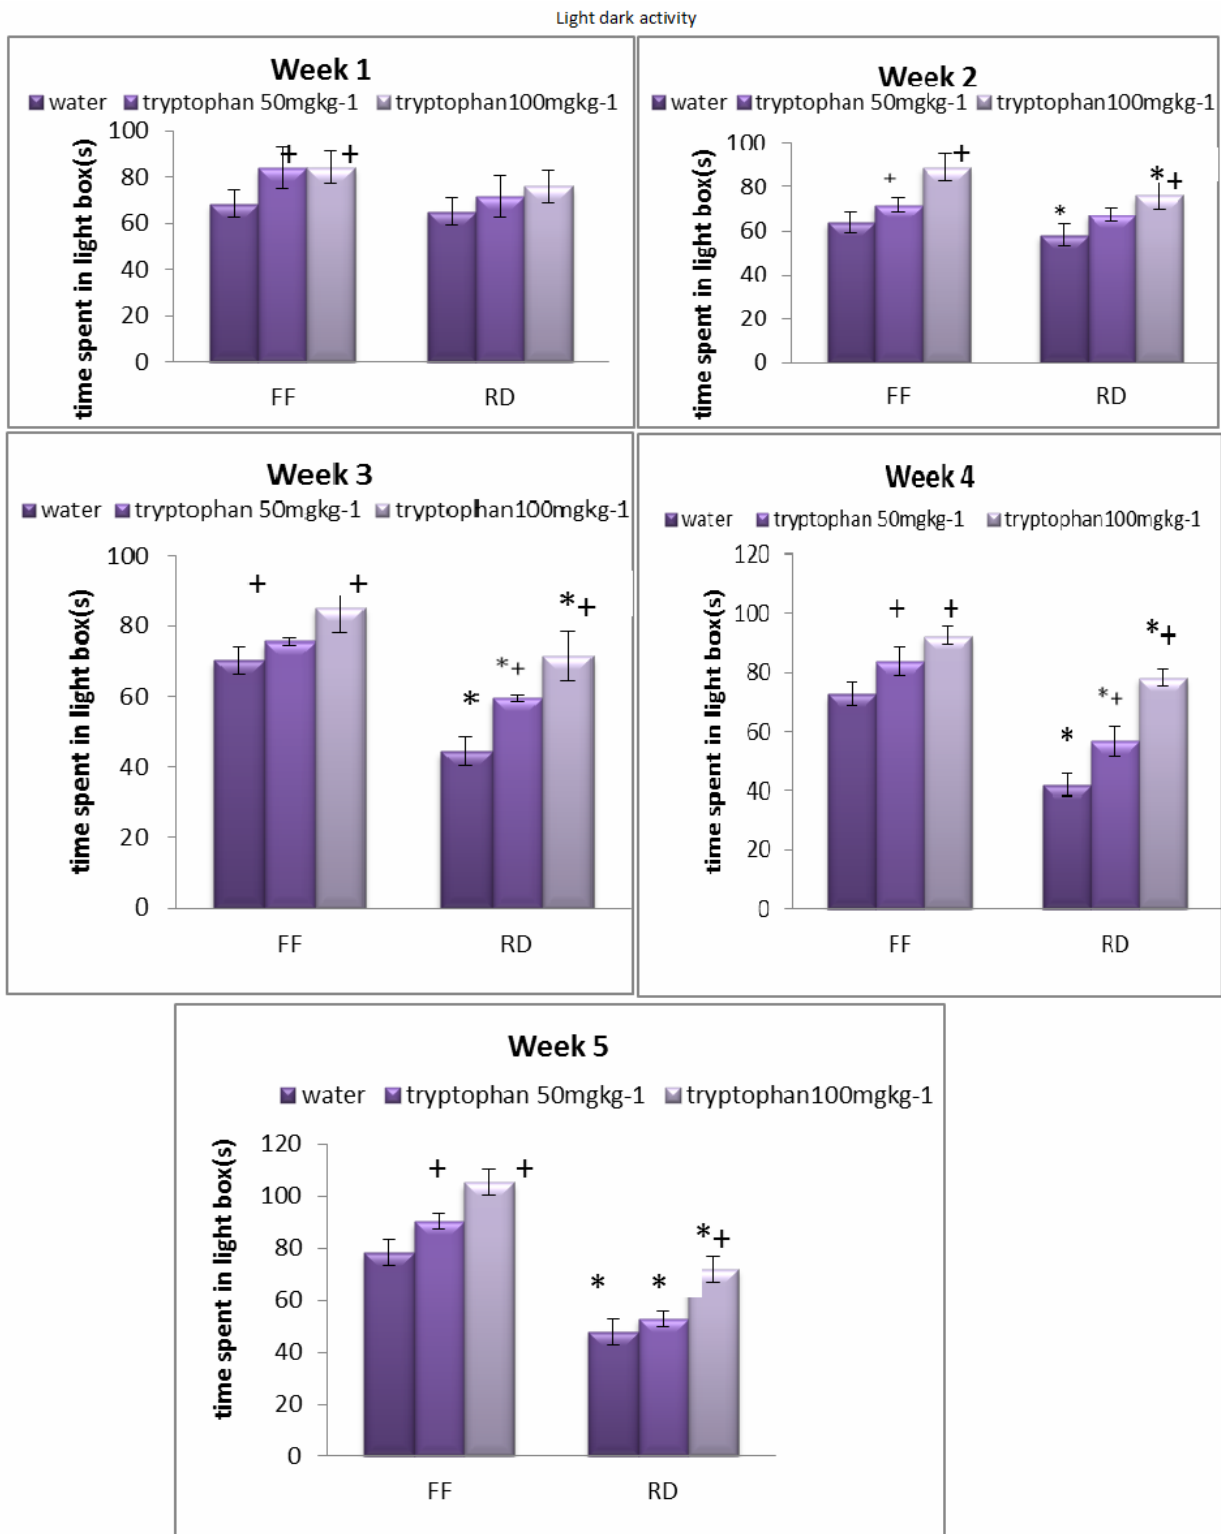 Light dark activity
Week 1
water tryptophan 50mgkg-1 tryptophan100mgkg-1
time spent in light box(s)
100
80
60
40
20
0
+ +
FF RD
Week 2
water tryptophan 50mgkg-1 tryptophan100mgkg-1
time spent in light box(s)
100
80
60
40
20
0
+ + * *+
FF RD
Week 3
water tryptophan 50mgkg-1 tryptophan100mgkg-1
time spent in light box(s)
100
80
60
40
20
0
+ + * *+ *+
FF RD
Week 4
water tryptophan 50mgkg-1 tryptophan100mgkg-1
time spent in light box(s)
120
100
80
60
40
20
0
+ + * *+ *+
FF RD
Week 5
water tryptophan 50mgkg-1 tryptophan100mgkg-1
time spent in light box(s)
120
100
80
60
40
20
0
+ + * * *+
FF RD